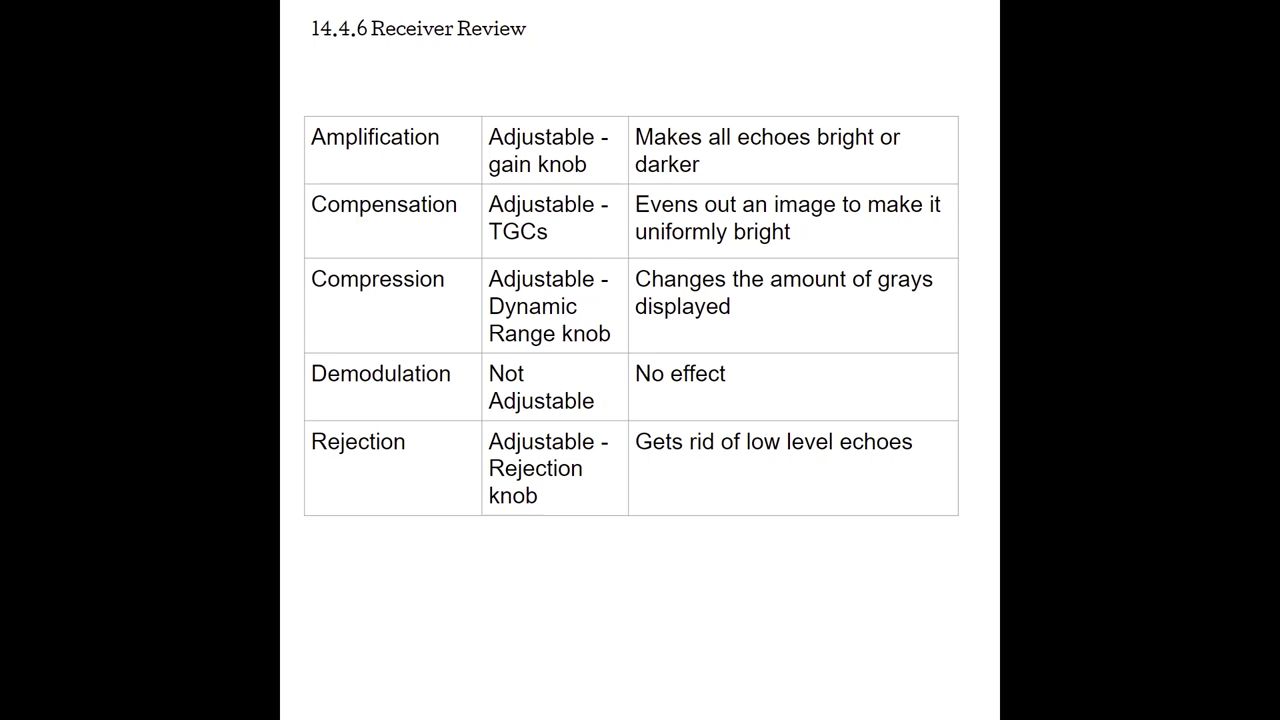 14.4.6 Receiver Review
Amplification
Adjustable -
gain knob
Makes all echoes bright or
darker
Compensation
Adjustable -
TGCs
Evens out an image to make it
uniformly bright
Compression
Adjustable -
Dynamic
Range knob
Changes the amount of grays
displayed
Demodulation
Not
Adjustable
No effect
Rejection
Adjustable -
Rejection
knob
Gets rid of low level echoes